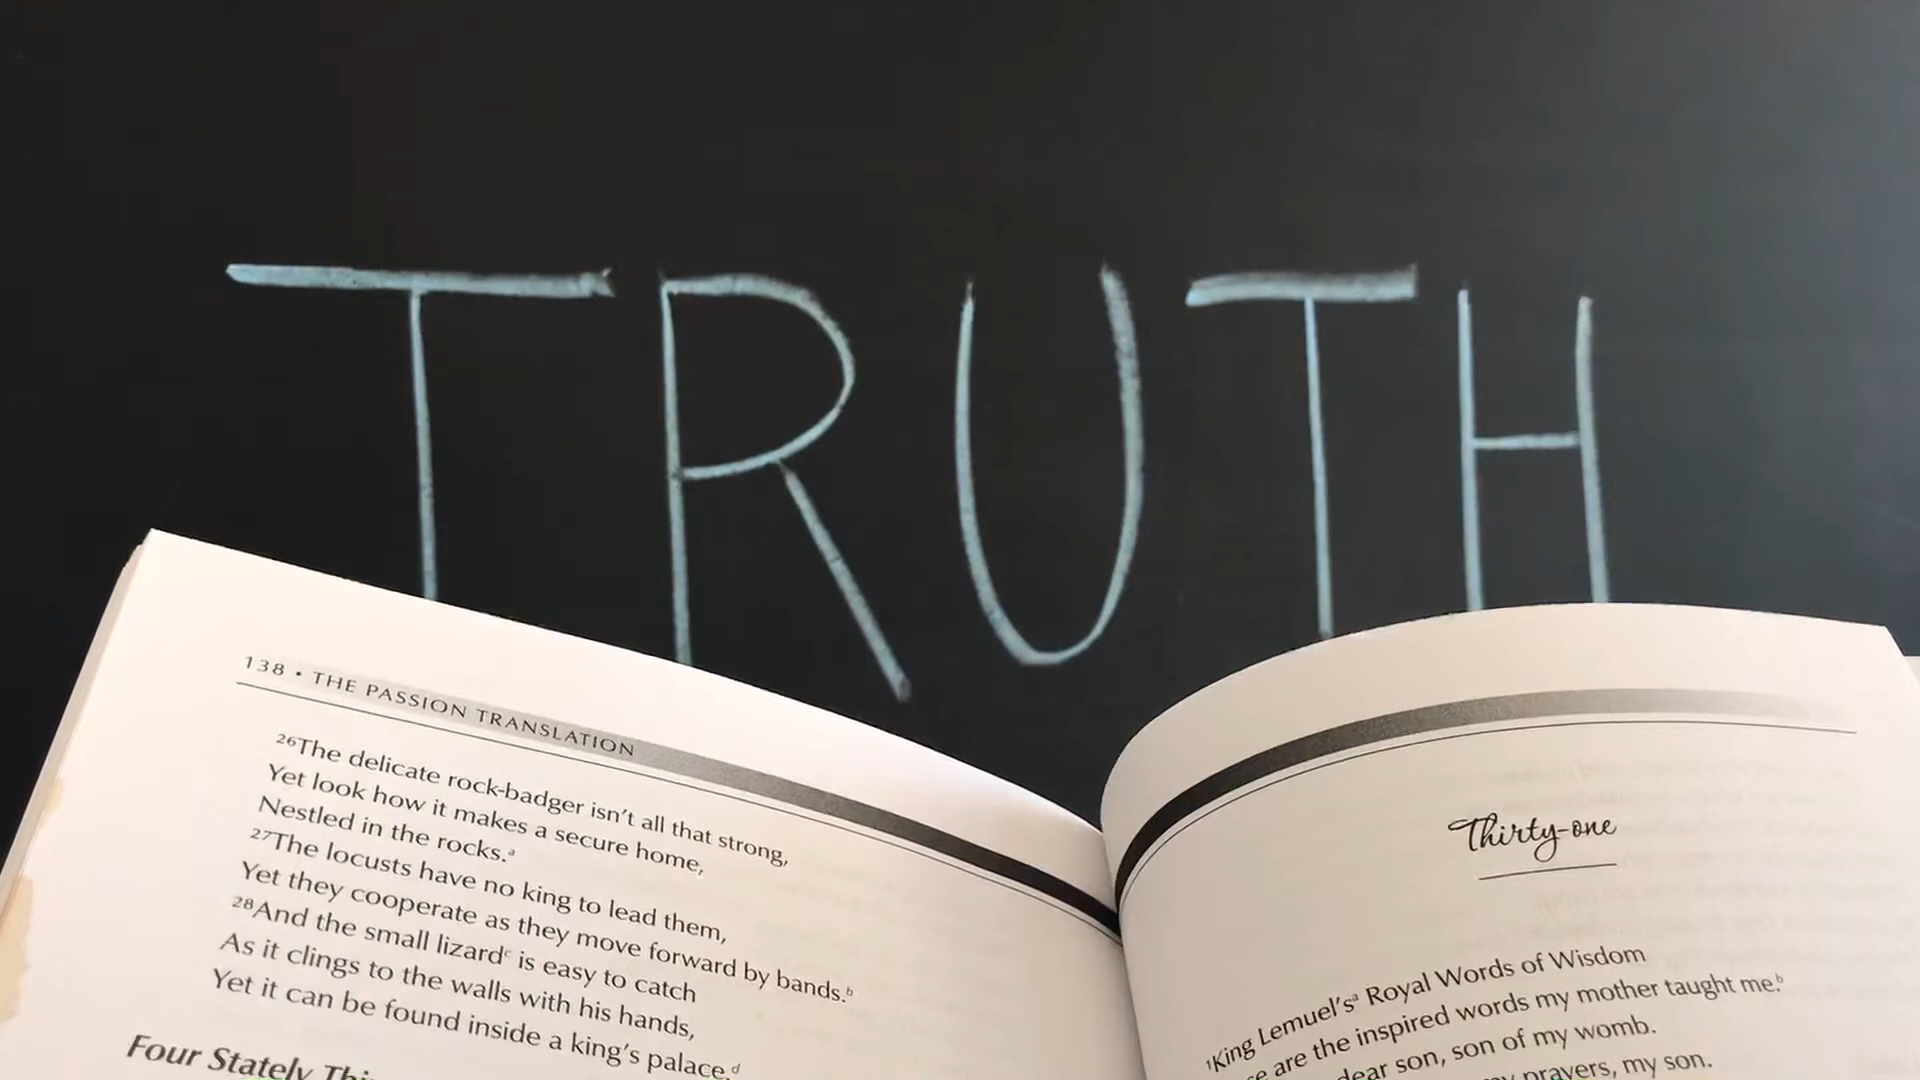 TRUTH
138 • THE PASSION TRANSLATION
26The delicate rock-badger isn't all that strong,
Yet look how it makes a secure home,
Nestled in the rocks.a
27The locusts have no king to lead them,
Yet they cooperate as they move forward by bands.b
28And the small lizardc is easy to catch
As it clings to the walls with his hands,
Yet it can be found inside a king's palace.d
Four Stately
Thirty-one
1King Lemuel'sa Royal Words of Wisdom
are the inspired words my mother taught me.b
dear son, son of my womb.
prayers, my son.